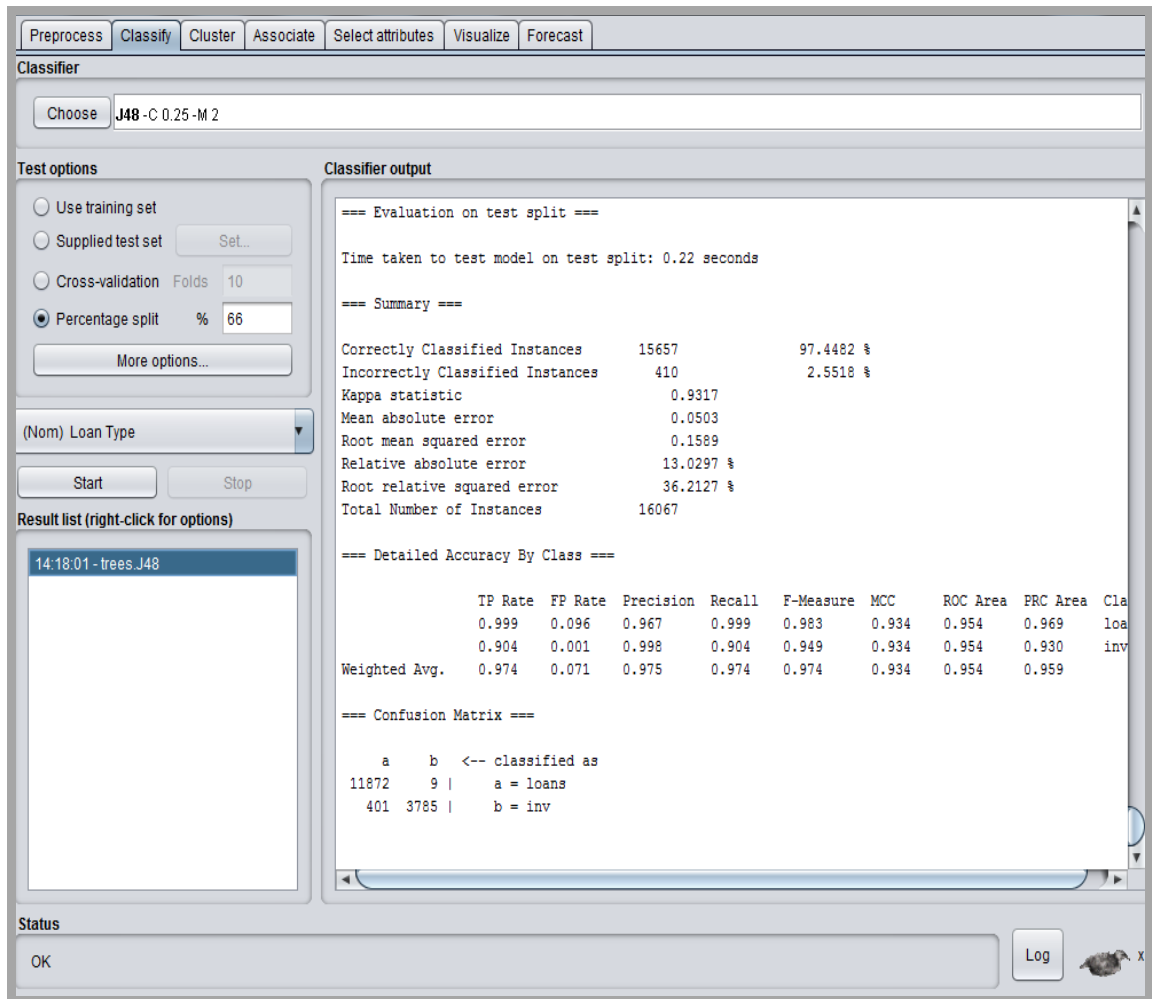 Preprocess Classify Cluster Associate Select attributes Visualize Forecast
Classifier
Choose J48 -C 0.25 -M 2
Test options
Use training set
Supplied test set Set...
Cross-validation Folds 10
Percentage split % 66
More options...
(Nom) Loan Type
Start Stop
Result list (right-click for options)
14:18:01 - trees.J48
Classifier output
=== Evaluation on test split ===
Time taken to test model on test split: 0.22 seconds
=== Summary ===
Correctly Classified Instances 15657 97.4482 %
Incorrectly Classified Instances 410 2.5518 %
Kappa statistic 0.9317
Mean absolute error 0.0503
Root mean squared error 0.1589
Relative absolute error 13.0297 %
Root relative squared error 36.2127 %
Total Number of Instances 16067
=== Detailed Accuracy By Class ===
TP Rate FP Rate Precision Recall F-Measure MCC ROC Area PRC Area Cla
0.999 0.096 0.967 0.999 0.983 0.934 0.954 0.969 loa
0.904 0.001 0.998 0.904 0.949 0.934 0.954 0.930 inv
Weighted Avg. 0.974 0.071 0.975 0.974 0.974 0.934 0.954 0.959
=== Confusion Matrix ===
a b <-- classified as
11872 9 | a = loans
401 3785 | b = inv
Status
OK
Log
x